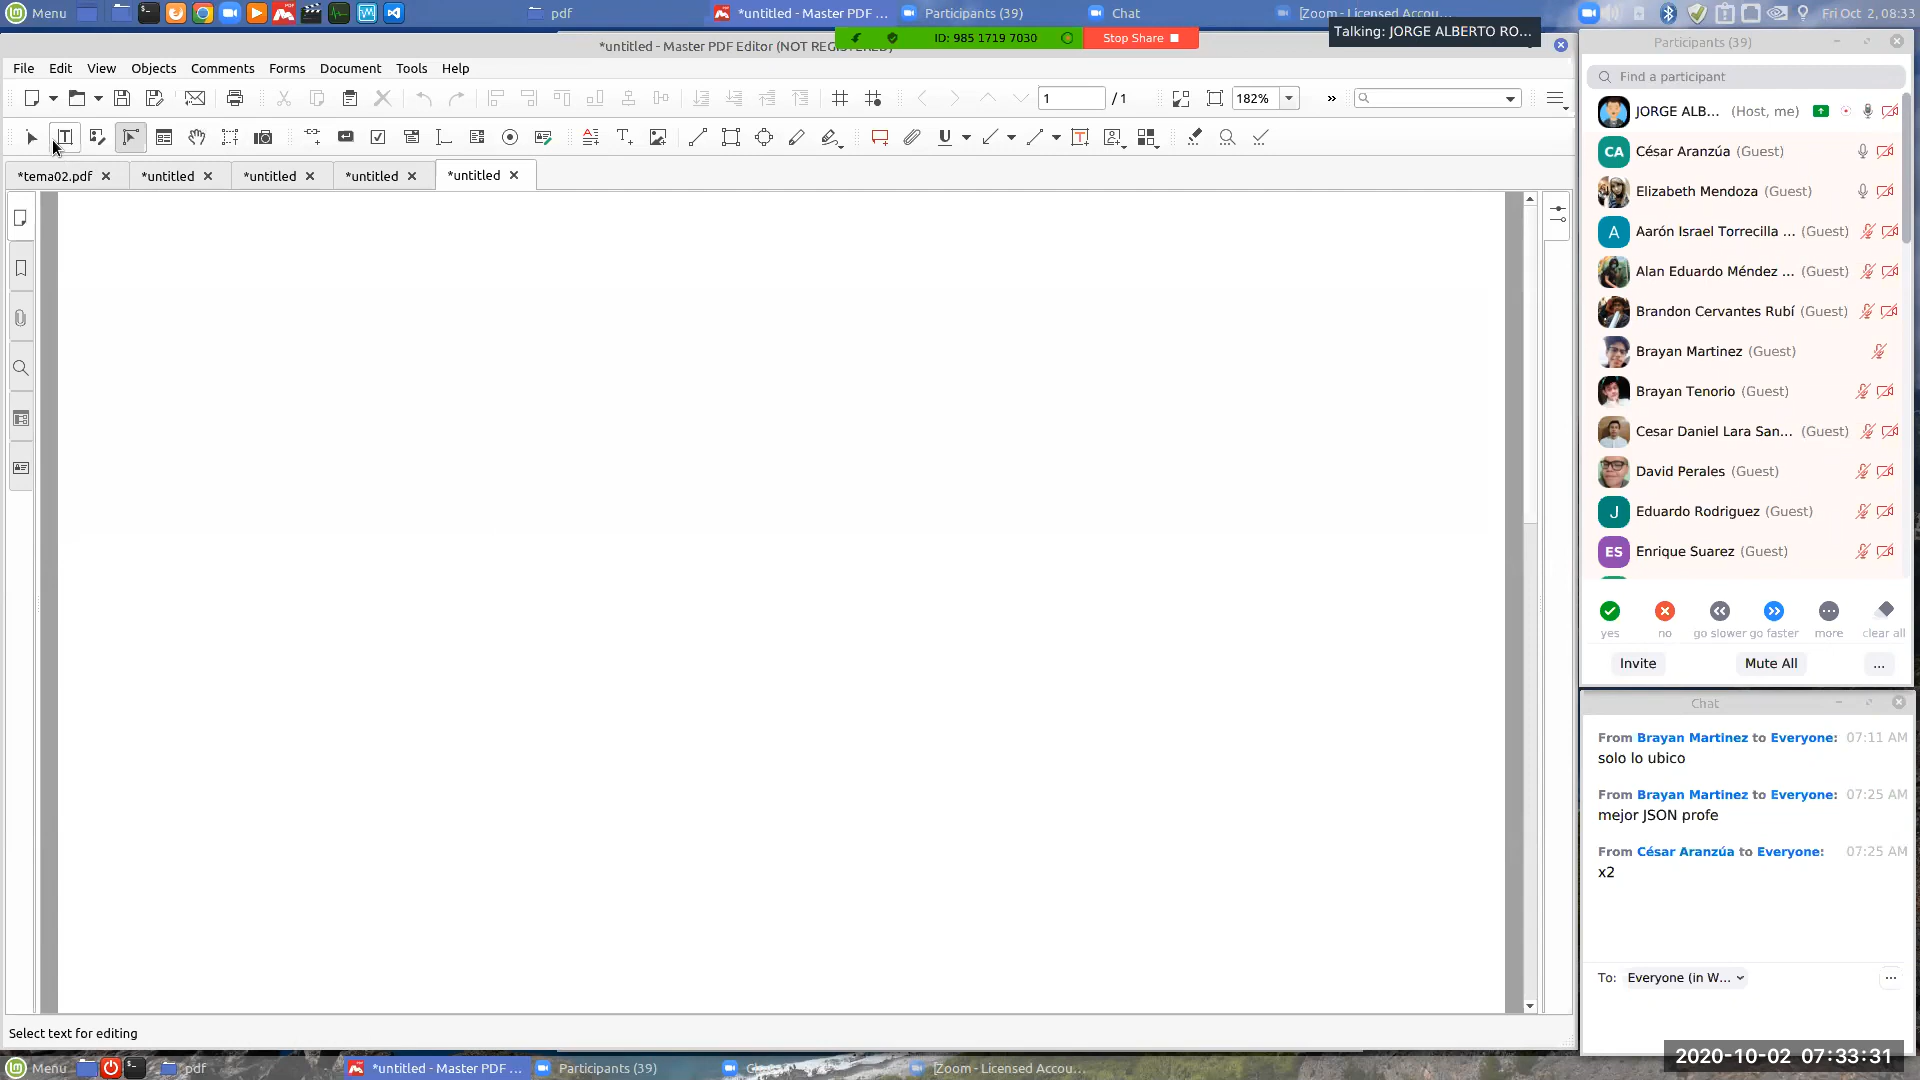 Menu
pdf
*untitled - Master PDF ...
Participants (39)
Chat
[Zoom - Licensed Accou...
Fri Oct 2, 08:33
*untitled - Master PDF Editor (NOT REGISTERED)
ID: 985 1719 7030
Stop Share
Talking: JORGE ALBERTO RO...
File Edit View Objects Comments Forms Document Tools Help
1 / 1
182%
*tema02.pdf
*untitled
*untitled
*untitled
*untitled
Select text for editing
Participants (39)
Find a participant
JORGE ALB... (Host, me)
CA César Aranzúa (Guest)
Elizabeth Mendoza (Guest)
A Aarón Israel Torrecilla ... (Guest)
Alan Eduardo Méndez ... (Guest)
Brandon Cervantes Rubí (Guest)
Brayan Martinez (Guest)
Brayan Tenorio (Guest)
Cesar Daniel Lara San... (Guest)
David Perales (Guest)
J Eduardo Rodriguez (Guest)
ES Enrique Suarez (Guest)
yes no go slower go faster more clear all
Invite Mute All ...
Chat
From Brayan Martinez to Everyone: 07:11 AM
solo lo ubico
From Brayan Martinez to Everyone: 07:25 AM
mejor JSON profe
From César Aranzúa to Everyone: 07:25 AM
x2
To: Everyone (in W...
Menu
pdf
*untitled - Master PDF ...
Participants (39)
[Zoom - Licensed Accou...
2020-10-02 07:33:31